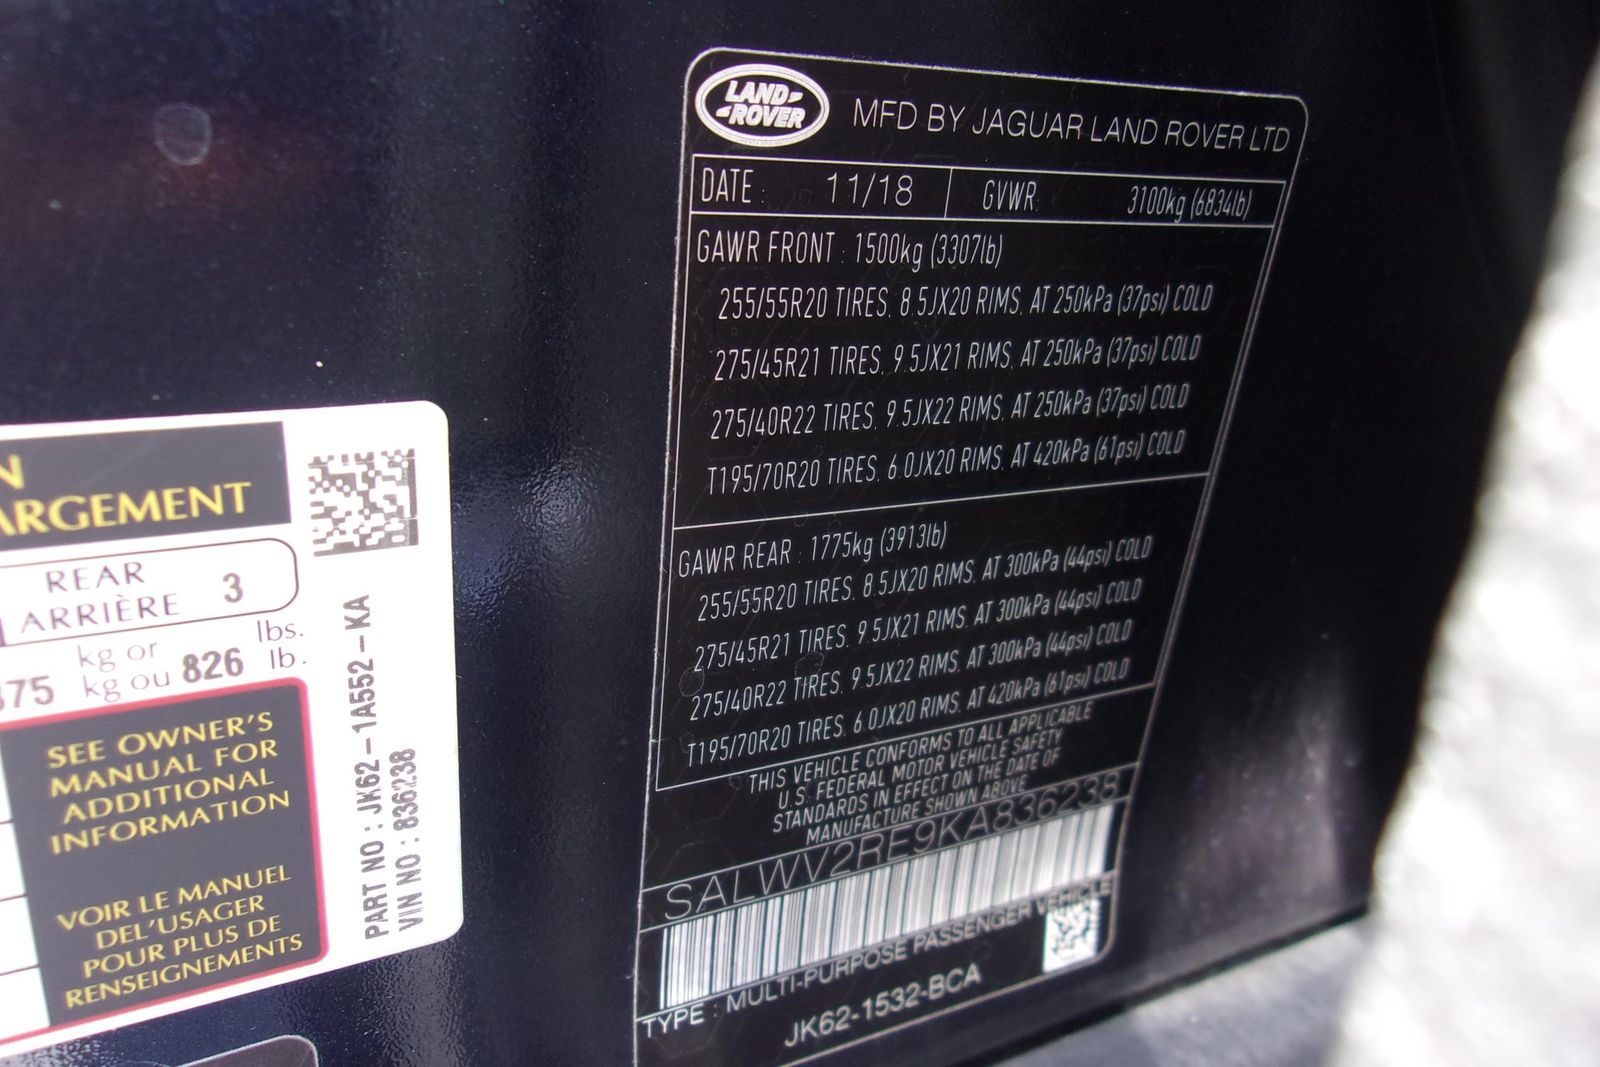 N
ARGEMENT
REAR
ARRIÈRE 3
kg or lbs.
375 kg ou 826 lb.
SEE OWNER'S
MANUAL FOR
ADDITIONAL
INFORMATION
VOIR LE MANUEL
DEL'USAGER
POUR PLUS DE
RENSEIGNEMENTS
PART NO : JK62-1A552-KA
VIN NO : 836238
LAND
ROVER
MFD BY JAGUAR LAND ROVER LTD
DATE : 11/18 GVWR: 3100kg (6834lb)
GAWR FRONT : 1500kg (3307lb)
255/55R20 TIRES, 8.5JX20 RIMS, AT 250kPa (37psi) COLD
275/45R21 TIRES, 9.5JX21 RIMS, AT 250kPa (37psi) COLD
275/40R22 TIRES, 9.5JX22 RIMS, AT 250kPa (37psi) COLD
T195/70R20 TIRES, 6.0JX20 RIMS, AT 420kPa (61psi) COLD
GAWR REAR : 1775kg (3913lb)
255/55R20 TIRES, 8.5JX20 RIMS, AT 300kPa (44psi) COLD
275/45R21 TIRES, 9.5JX21 RIMS, AT 300kPa (44psi) COLD
275/40R22 TIRES, 9.5JX22 RIMS, AT 300kPa (44psi) COLD
T195/70R20 TIRES, 6.0JX20 RIMS, AT 420kPa (61psi) COLD
THIS VEHICLE CONFORMS TO ALL APPLICABLE
U.S. FEDERAL MOTOR VEHICLE SAFETY
STANDARDS IN EFFECT ON THE DATE OF
MANUFACTURE SHOWN ABOVE
SALWV2RE9KA836238
TYPE : MULTI-PURPOSE PASSENGER VEHICLE
JK62-1532-BCA